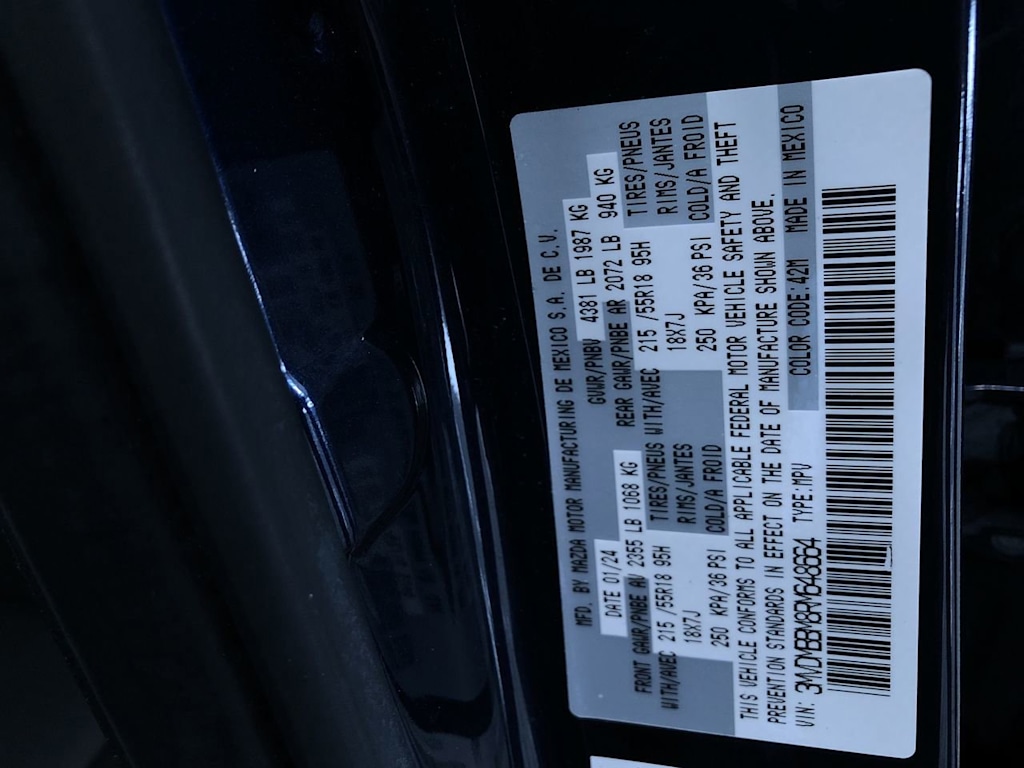 MFD. BY MAZDA MOTOR MANUFACTURING DE MEXICO S.A. DE C.V.
DATE 01/24 GVWR/PNBV 4381 LB 1987 KG
FRONT GAWR/PNBE AV 2355 LB 1068 KG REAR GAWR/PNBE AR 2072 LB 940 KG
WITH/AVEC 215 /55R18 95H TIRES/PNEUS WITH/AVEC 215 /55R18 95H TIRES/PNEUS
18X7J RIMS/JANTES 18X7J RIMS/JANTES
250 KPA/36 PSI COLD/A FROID 250 KPA/36 PSI COLD/A FROID
THIS VEHICLE CONFORMS TO ALL APPLICABLE FEDERAL MOTOR VEHICLE SAFETY AND THEFT
PREVENTION STANDARDS IN EFFECT ON THE DATE OF MANUFACTURE SHOWN ABOVE.
VIN: 3MVDMBBM8RM648664 TYPE:MPV COLOR CODE:42M MADE IN MEXICO